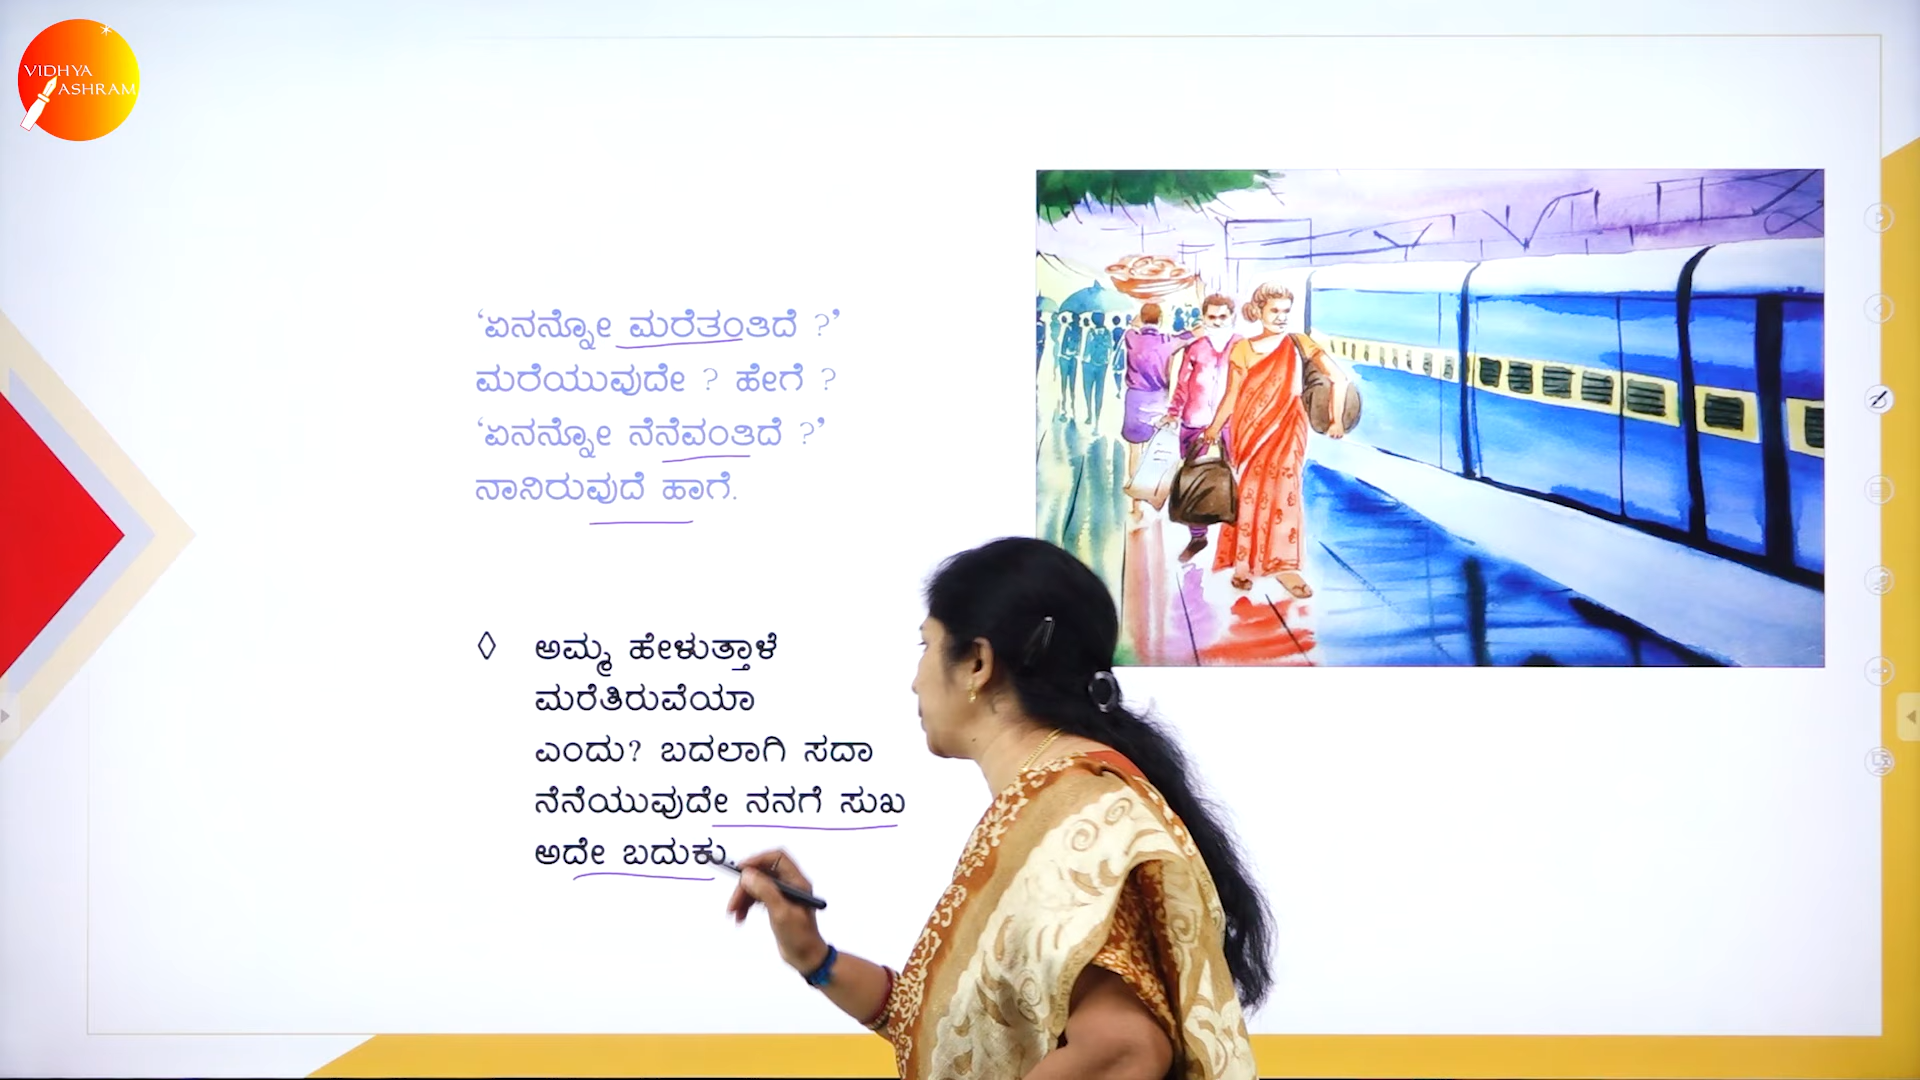 VIDHYA
ASHRAM
‘ಏನನ್ನೋ ಮರೆತಂತಿದೆ ?’
ಮರೆಯುವುದೇ ? ಹೇಗೆ ?
‘ಏನನ್ನೋ ನೆನೆವಂತಿದೆ ?’
ನಾನಿರುವುದೆ ಹಾಗೆ.
◊ ಅಮ್ಮ ಹೇಳುತ್ತಾಳೆ
ಮರೆತಿರುವೆಯಾ
ಎಂದು? ಬದಲಾಗಿ ಸದಾ
ನೆನೆಯುವುದೇ ನನಗೆ ಸುಖ
ಅದೇ ಬದುಕು.